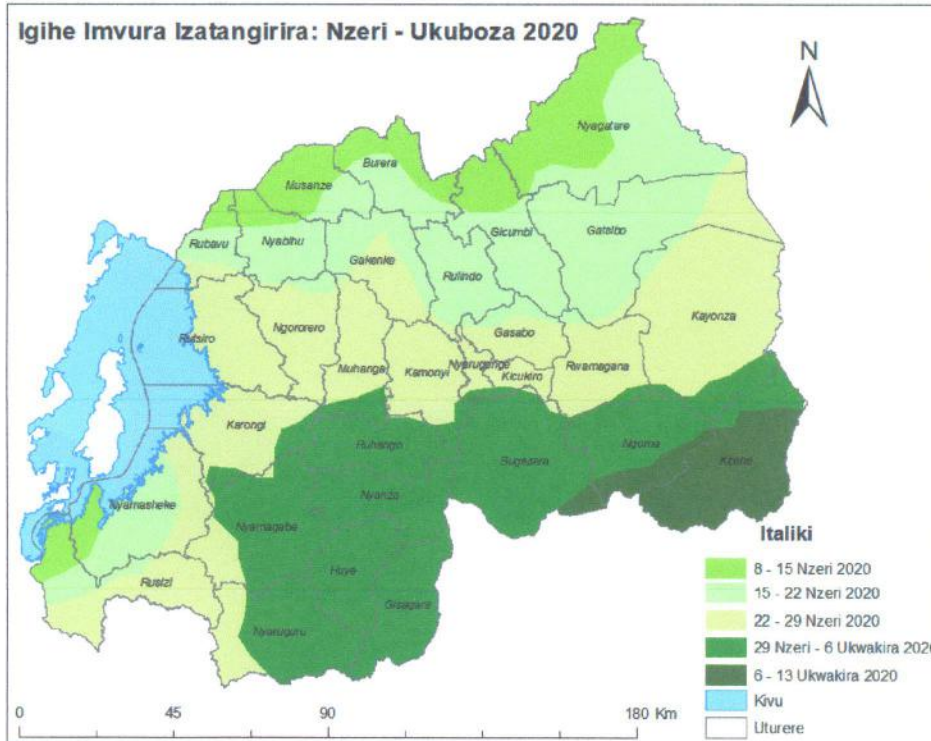 Igihe Imvura Izatangirira: Nzeri - Ukuboza 2020
N
Nyagatare
Burera
Musanze
Rubavu
Nyabihu
Gicumbi
Gatsibo
Gakenke
Rulindo
Rutsiro
Ngororero
Gasabo
Kayonza
Muhanga
Kamonyi
Nyarugenge
Kicukiro
Rwamagana
Karongi
Ruhango
Bugesera
Ngoma
Kirehe
Nyanza
Nyamasheke
Nyamagabe
Huye
Rusizi
Gisagara
Nyaruguru
Italiki
8 - 15 Nzeri 2020
15 - 22 Nzeri 2020
22 - 29 Nzeri 2020
29 Nzeri - 6 Ukwakira 2020
6 - 13 Ukwakira 2020
Kivu
Uturere
0 45 90 180 Km